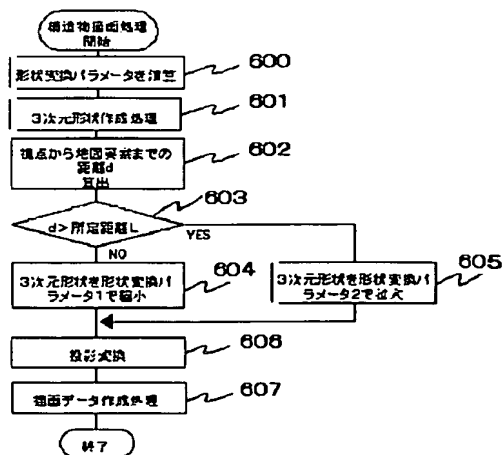 構造物描画処理
開始
形状変換パラメータを演算
600
3次元形状作成処理
601
視点から地図要素までの
距離d
算出
602
d>所定距離L
603
YES
NO
3次元形状を形状変換パ
ラメータ1で縮小
604
3次元形状を形状変換パ
ラメータ2で拡大
605
投影変換
606
描画データ作成処理
607
終了